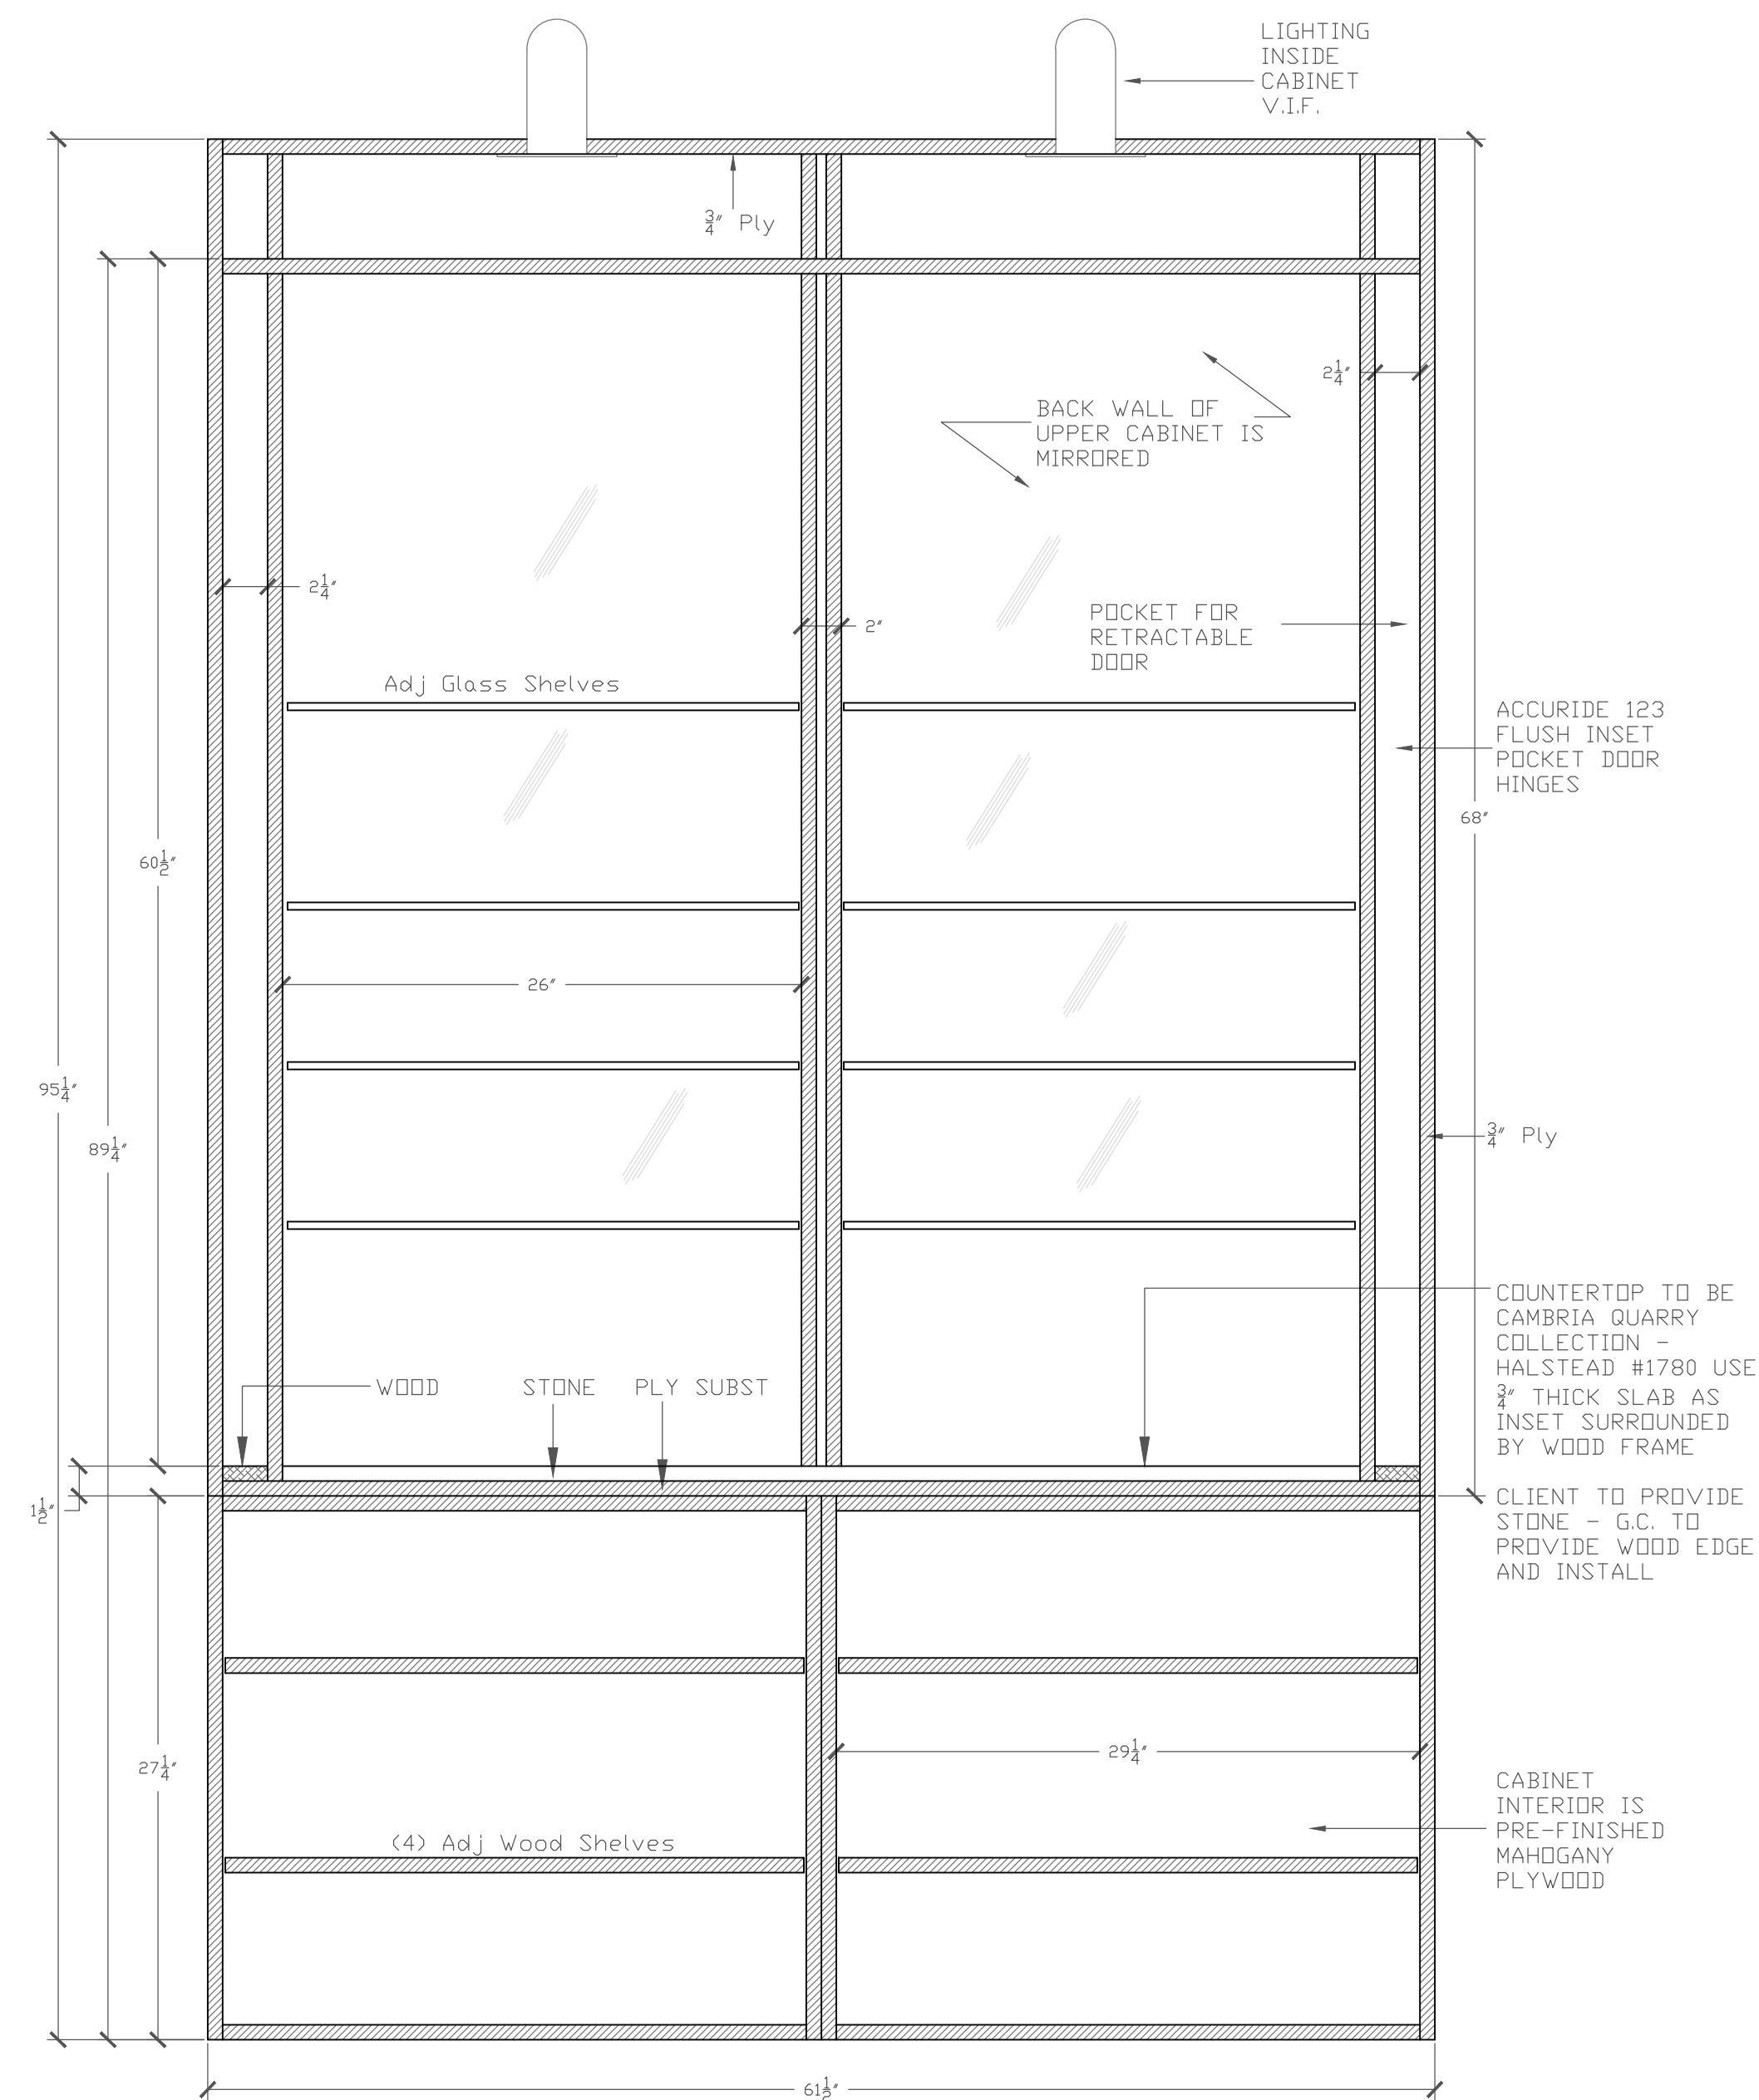 LIGHTING
INSIDE
CABINET
V.I.F.
3/4" Ply
2 1/4"
BACK WALL OF
UPPER CABINET IS
MIRRORED
2 1/4"
POCKET FOR
RETRACTABLE
DOOR
2"
Adj Glass Shelves
ACCURIDE 123
FLUSH INSET
POCKET DOOR
HINGES
68"
60 1/2"
26"
95 1/4"
89 1/4"
3/4" Ply
COUNTERTOP TO BE
CAMBRIA QUARRY
COLLECTION -
HALSTEAD #1780 USE
3/4" THICK SLAB AS
INSET SURROUNDED
BY WOOD FRAME
WOOD STONE PLY SUBST
1 1/2"
CLIENT TO PROVIDE
STONE - G.C. TO
PROVIDE WOOD EDGE
AND INSTALL
29 1/4"
27 1/4"
CABINET
INTERIOR IS
PRE-FINISHED
MAHOGANY
PLYWOOD
(4) Adj Wood Shelves
61 1/2"